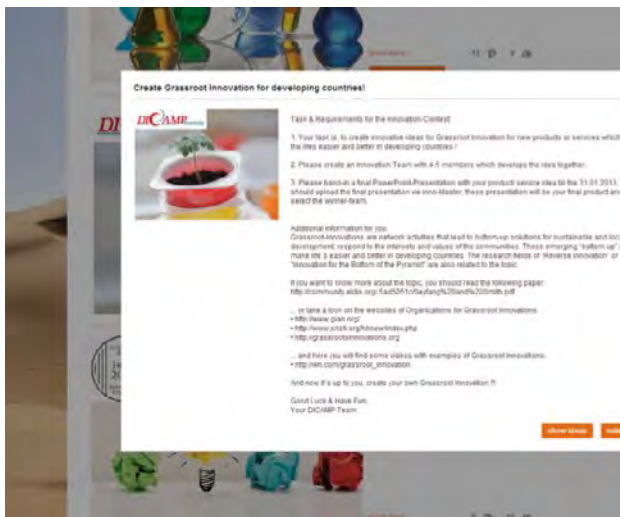 Create Grassroot Innovation for developing countries!
DICAMP
Task & Requirements for the Innovation-Contest
1. Your task is, to create innovative ideas for Grassroot Innovation for new products or services which
the lifes easier and better in developing countries !
2. Please create an Innovation Team with 4-5 members which develops the idea together.
3. Please hand-in a final PowerPoint-Presentation with your product/ service idea till the 31.01.2013.
should upload the final presentation via Inno-Master, these presentation will be your final product and
select the winner-team.
Additional information for you:
Grassroot-Innovations are network activities that lead to bottom-up solutions for sustainable and
development; respond to the interests and values of the communities. These emerging "bottom up"
make life´s easier and better in developing countries. The research fields of "Reverse Innovation" or
"Innovation for the Bottom of the Pyramid" are also related to the topic.
If you want to know more about the topic, you should read the following paper:
... or take a look on the websites of Organisations for Grassroot Innovations:
• http://grassrootsinnovations.org
... and here you will find some videos with examples of Grassroot innovations:
• http://wn.com/grassroot_innovation
And now it´s up to you, create your own Grassroot Innovation !!!
Good Luck & Have Fun,
Your DICAMP-Team
show ideas